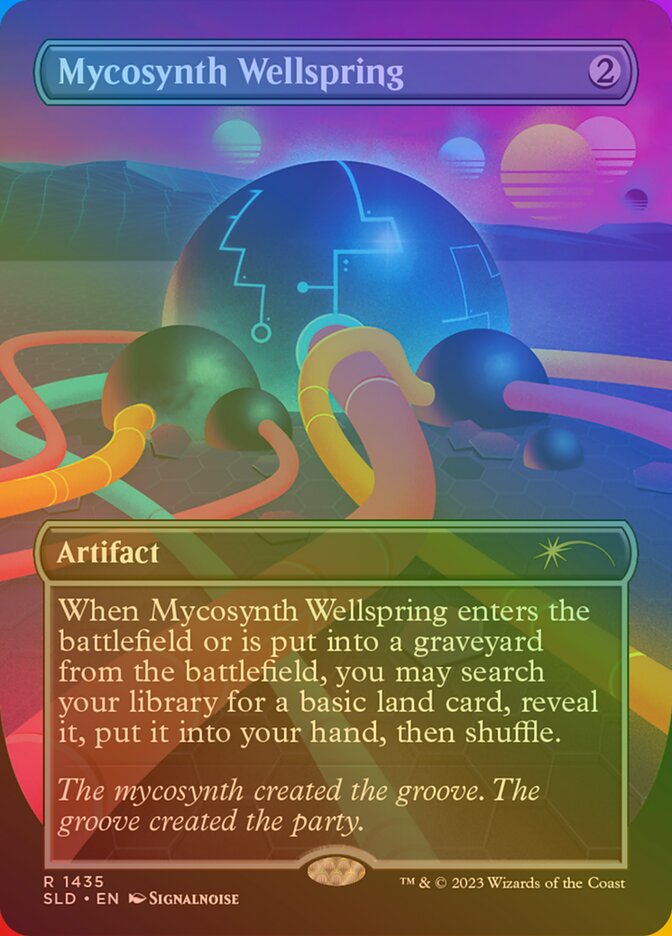 Mycosynth Wellspring 2
Artifact
When Mycosynth Wellspring enters the
battlefield or is put into a graveyard
from the battlefield, you may search
your library for a basic land card, reveal
it, put it into your hand, then shuffle.
The mycosynth created the groove. The
groove created the party.
R 1435
SLD • EN Signalnoise
™ & © 2023 Wizards of the Coast